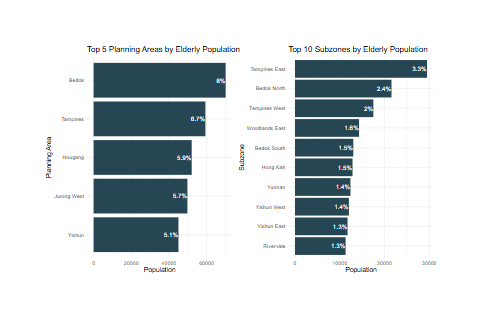 Top 5 Planning Areas by Elderly Population
Planning Area
Bedok
8%
Tampines
6.7%
Hougang
5.9%
Jurong West
5.7%
Yishun
5.1%
0 20000 40000 60000
Population
Top 10 Subzones by Elderly Population
Subzone
Tampines East
3.3%
Bedok North
2.4%
Tampines West
2%
Woodlands East
1.6%
Bedok South
1.5%
Hong Kah
1.5%
Yunnan
1.4%
Yishun West
1.4%
Yishun East
1.3%
Rivervale
1.3%
0 10000 20000 30000
Population